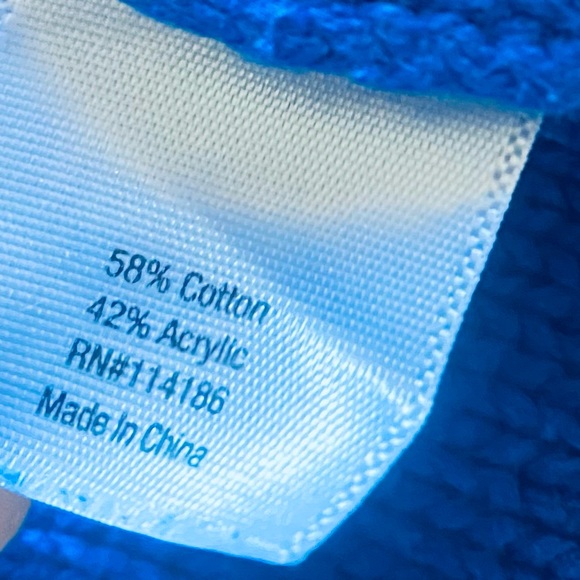 58% Cotton
42% Acrylic
RN#114186
Made In China